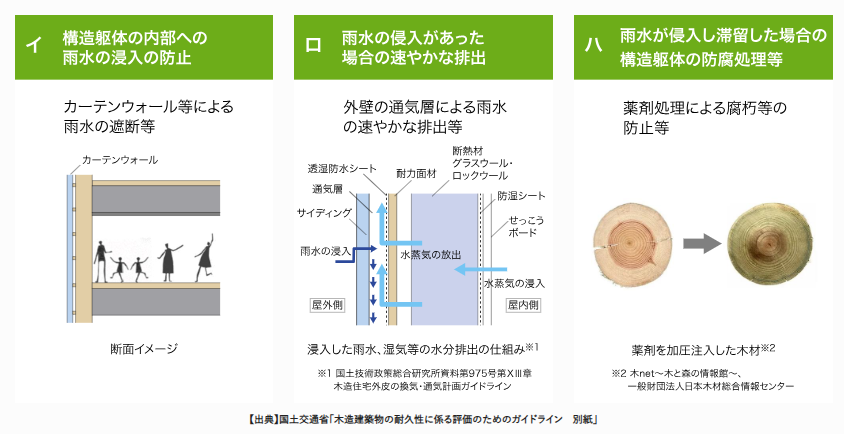 イ 構造躯体の内部への
雨水の浸入の防止
カーテンウォール等による
雨水の遮断等
カーテンウォール
断面イメージ
ロ 雨水の侵入があった
場合の速やかな排出
外壁の通気層による雨水
の速やかな排出等
透湿防水シート
通気層
サイディング
雨水の浸入
屋外側
耐力面材
断熱材
グラスウール・
ロックウール
防湿シート
せっこう
ボード
水蒸気の放出
水蒸気の浸入
屋内側
浸入した雨水、湿気等の水分排出の仕組み※1
※1 国土技術政策総合研究所資料第975号第XⅢ章
木造住宅外皮の換気・通気計画ガイドライン
ハ 雨水が侵入し滞留した場合の
構造躯体の防腐処理等
薬剤処理による腐朽等の
防止等
薬剤を加圧注入した木材※2
※2 木net〜木と森の情報館〜、
一般財団法人日本木材総合情報センター
【出典】国土交通省「木造建築物の耐久性に係る評価のためのガイドライン　別紙」